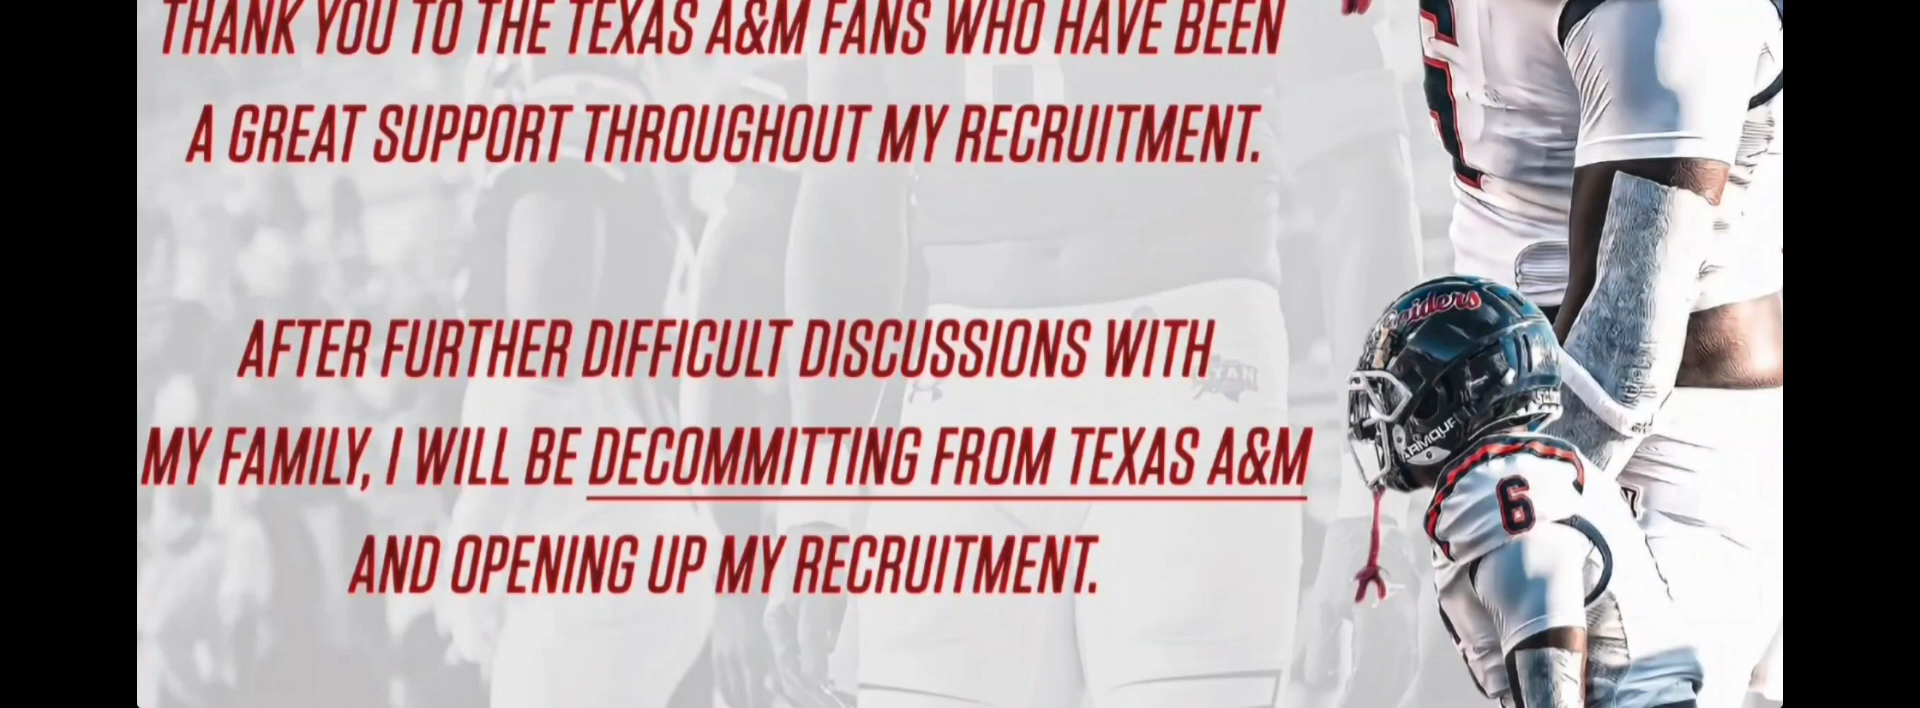 THANK YOU TO THE TEXAS A&M FANS WHO HAVE BEEN
A GREAT SUPPORT THROUGHOUT MY RECRUITMENT.
AFTER FURTHER DIFFICULT DISCUSSIONS WITH
MY FAMILY, I WILL BE DECOMMITTING FROM TEXAS A&M
AND OPENING UP MY RECRUITMENT.
6